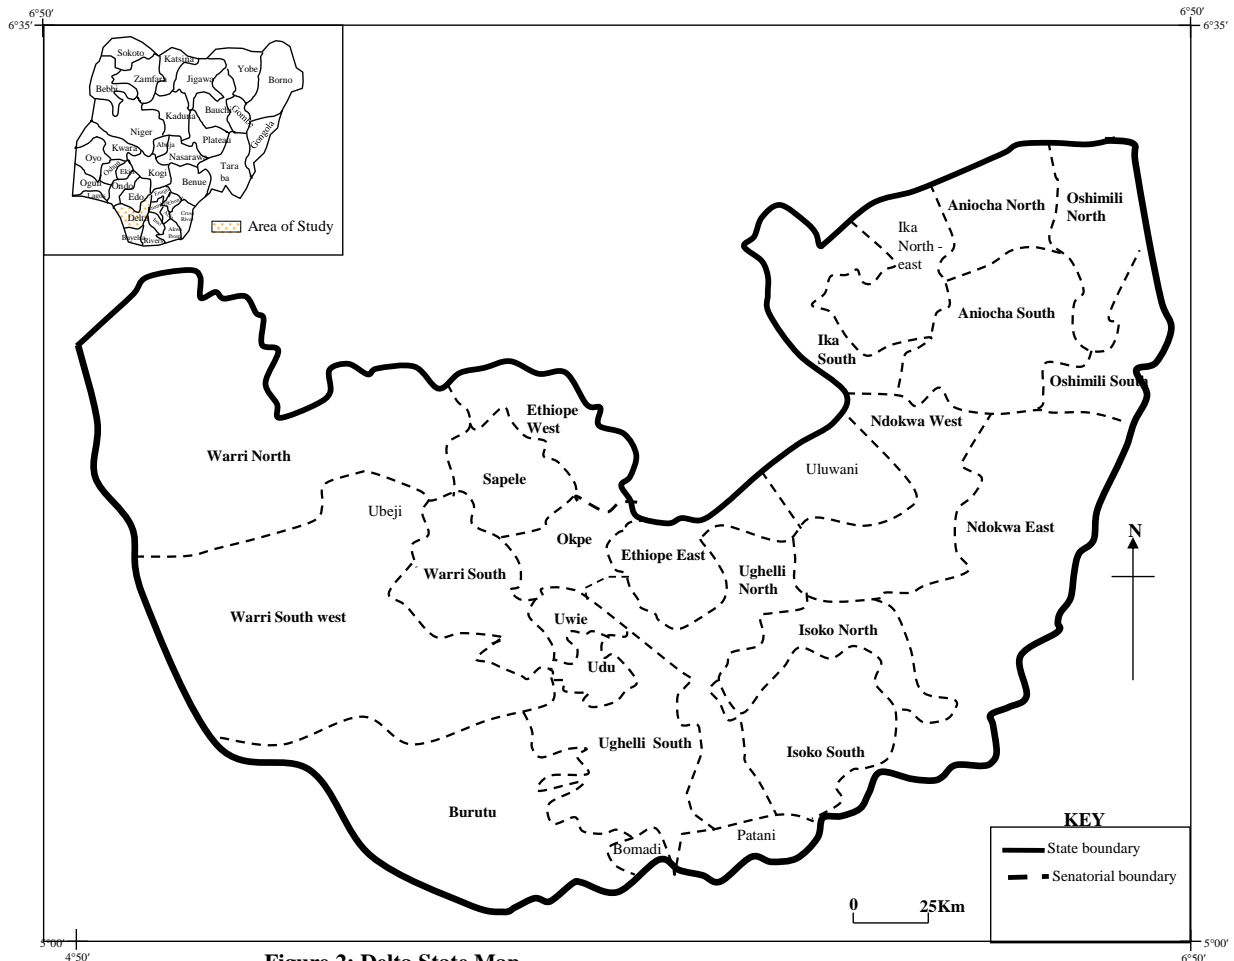 6°50′
6°50′
6°35′
6°35′
Sokoto
Katsina
Yobe
Borno
Zamfara
Jigawa
Bebbi
Bauchi
Gombe
Kaduna
Gongola
Niger
Plateau
Abuja
Kwara
Nasarawa
Oyo
Osun
Tara
ba
Ekiti
Kogi
Ogun
Ondo
Benue
Lagos
Edo
Enugu
Delta
Cross
River
Akwa
Ibom
Bayelsa
Rivers
Area of Study
Aniocha North
Oshimili
North
Ika
North -
east
Aniocha South
Ika
South
Oshimili South
Ethiope
West
Ndokwa West
Warri North
Sapele
Uluwani
Ubeji
Ndokwa East
N
Okpe
Ethiope East
Warri South
Ughelli
North
Warri South west
Uwie
Isoko North
Udu
Ughelli South
Isoko South
Burutu
Patani
Bomadi
KEY
State boundary
Senatorial boundary
0
25Km
5°00′
5°00′
4°50′
6°50′
Figure 2: Delta State Map